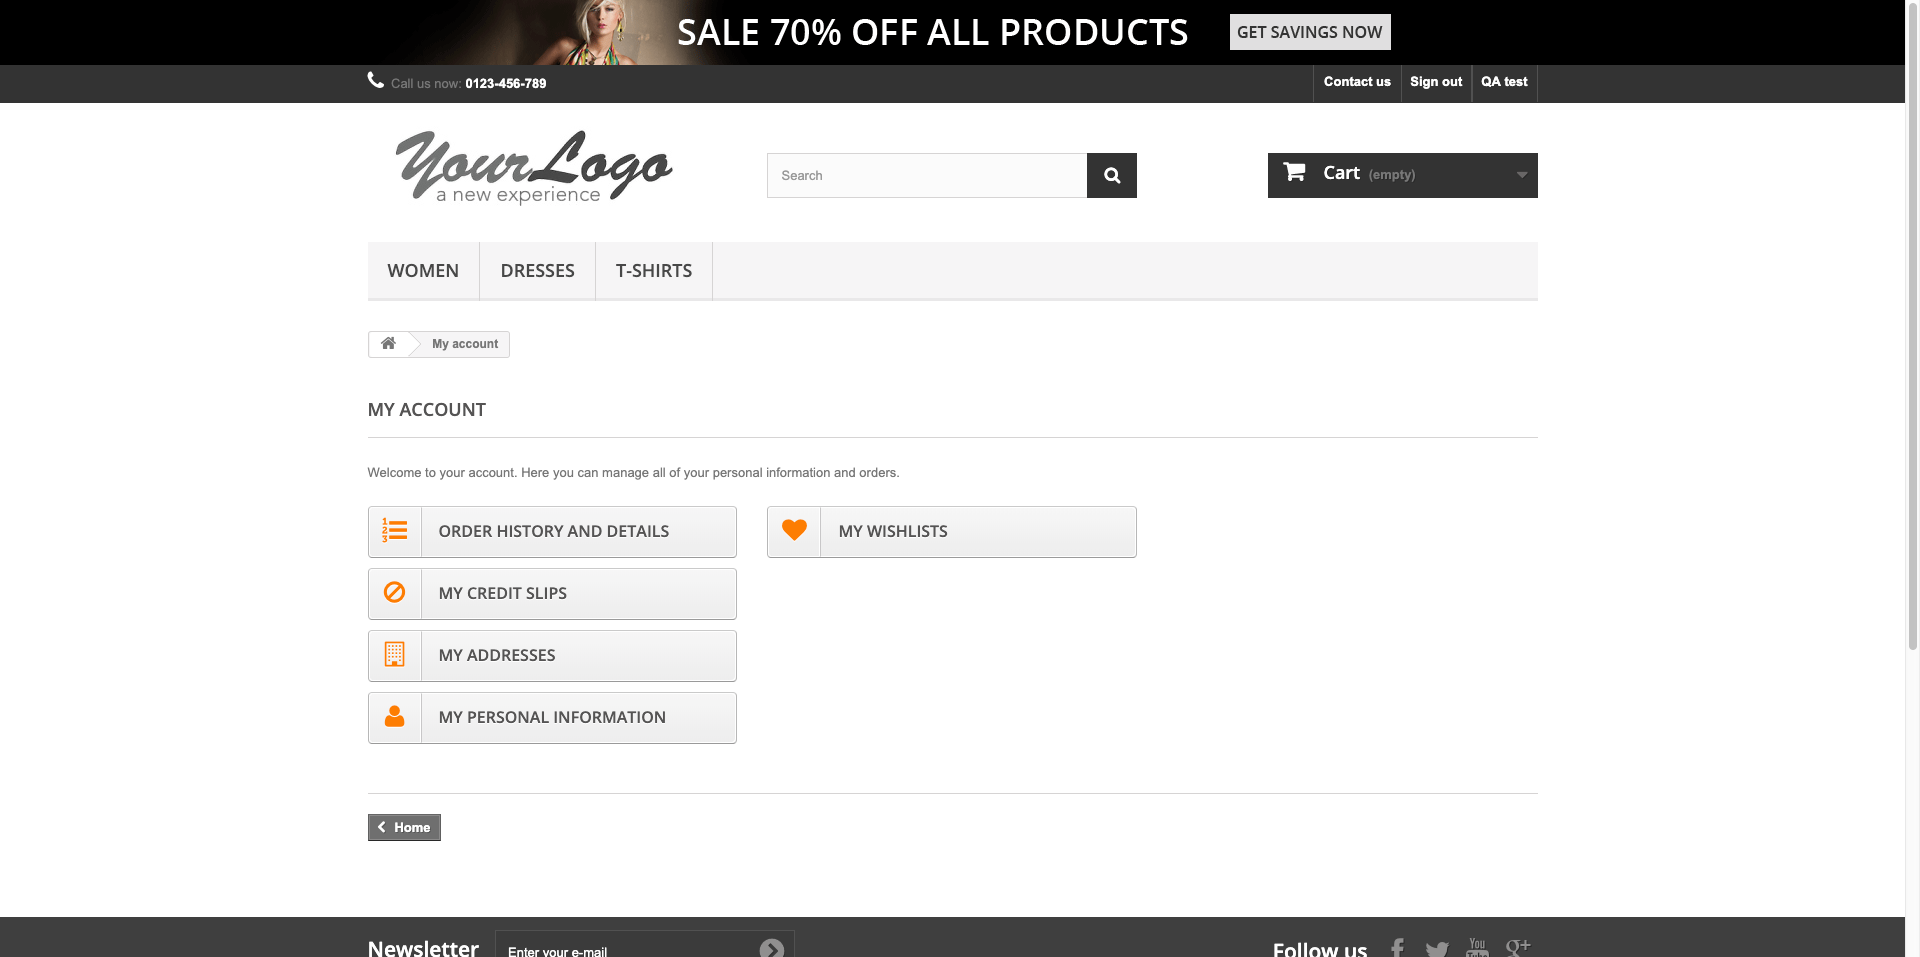 SALE 70% OFF ALL PRODUCTS GET SAVINGS NOW
Call us now: 0123-456-789 Contact us Sign out QA test
Your Logo
a new experience
Search
Cart (empty)
WOMEN DRESSES T-SHIRTS
My account
MY ACCOUNT
Welcome to your account. Here you can manage all of your personal information and orders.
ORDER HISTORY AND DETAILS
MY WISHLISTS
MY CREDIT SLIPS
MY ADDRESSES
MY PERSONAL INFORMATION
Home
Newsletter Enter your e-mail Follow us